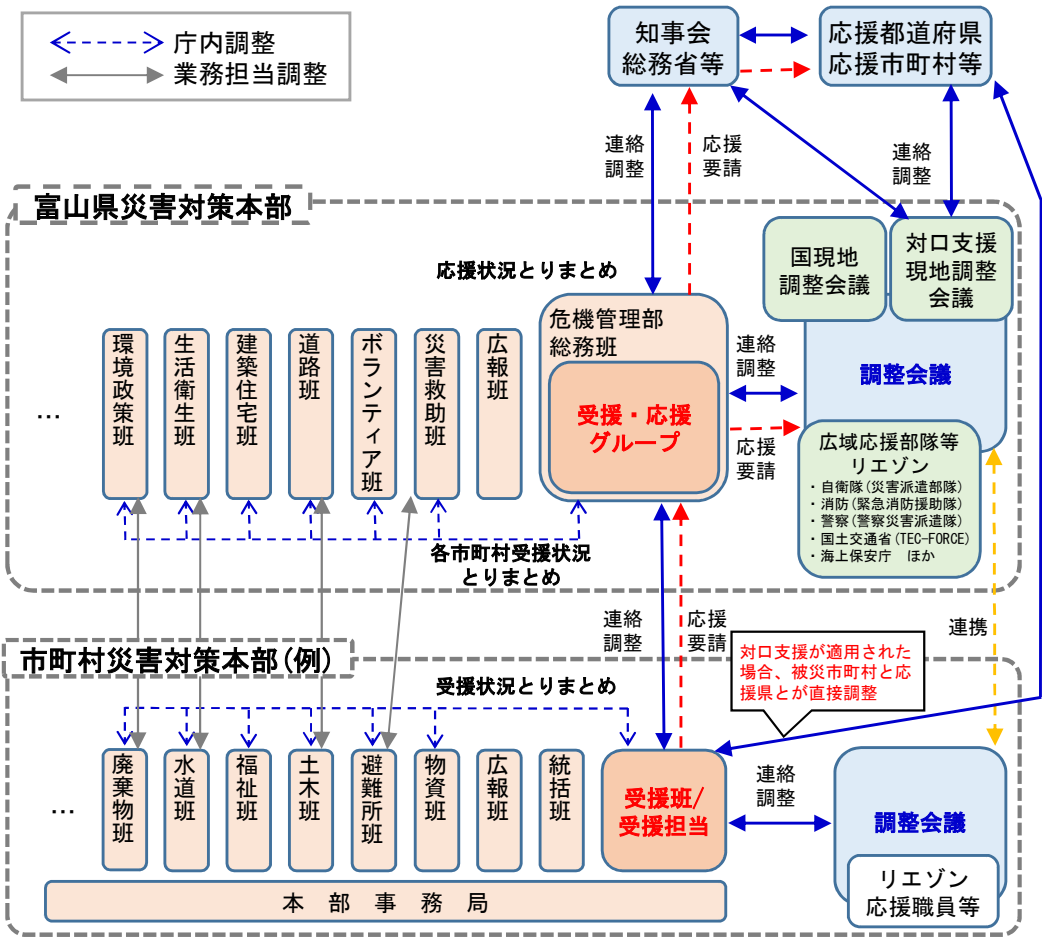 庁内調整
業務担当調整
知事会
総務省等
応援都道府県
応援市町村等
連絡
調整
応援
要請
連絡
調整
富山県災害対策本部
応援状況とりまとめ
国現地
調整会議
対口支援
現地調整
会議
危機管理部
総務班
受援・応援
グループ
連絡
調整
応援
要請
調整会議
広域応援部隊等
リエゾン
・自衛隊(災害派遣部隊)
・消防(緊急消防援助隊)
・警察(警察災害派遣隊)
・国土交通省(TEC-FORCE)
・海上保安庁　ほか
…
環境政策班
生活衛生班
建築住宅班
道路班
ボランティア班
災害救助班
広報班
各市町村受援状況
とりまとめ
連絡
調整
応援
要請
連携
対口支援が適用された
場合、被災市町村と応
援県とが直接調整
市町村災害対策本部(例)
受援状況とりまとめ
…
廃棄物班
水道班
福祉班
土木班
避難所班
物資班
広報班
統括班
受援班/
受援担当
連絡
調整
調整会議
リエゾン
応援職員等
本部事務局